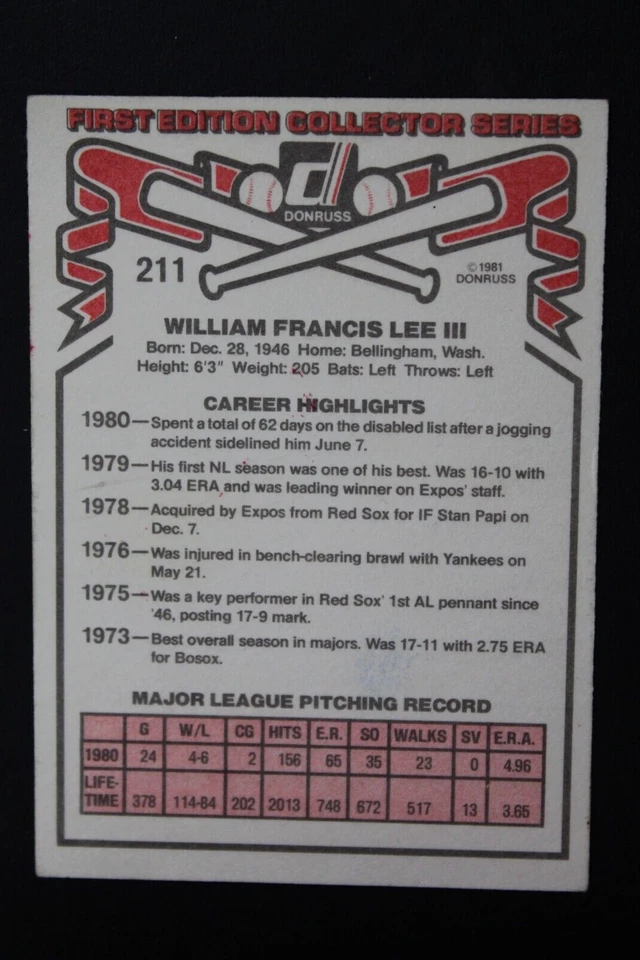 FIRST EDITION COLLECTOR SERIES
d
DONRUSS
211
© 1981
DONRUSS
WILLIAM FRANCIS LEE III
Born: Dec. 28, 1946 Home: Bellingham, Wash.
Height: 6'3" Weight: 205 Bats: Left Throws: Left
CAREER HIGHLIGHTS
1980—Spent a total of 62 days on the disabled list after a jogging
accident sidelined him June 7.
1979—His first NL season was one of his best. Was 16-10 with
3.04 ERA and was leading winner on Expos' staff.
1978—Acquired by Expos from Red Sox for IF Stan Papi on
Dec. 7.
1976—Was injured in bench-clearing brawl with Yankees on
May 21.
1975—Was a key performer in Red Sox' 1st AL pennant since
'46, posting 17-9 mark.
1973—Best overall season in majors. Was 17-11 with 2.75 ERA
for Bosox.
MAJOR LEAGUE PITCHING RECORD
G W/L CG HITS E.R. SO WALKS SV E.R.A.
1980 24 4-6 2 156 65 35 23 0 4.96
LIFE-
TIME 378 114-84 202 2013 748 672 517 13 3.65